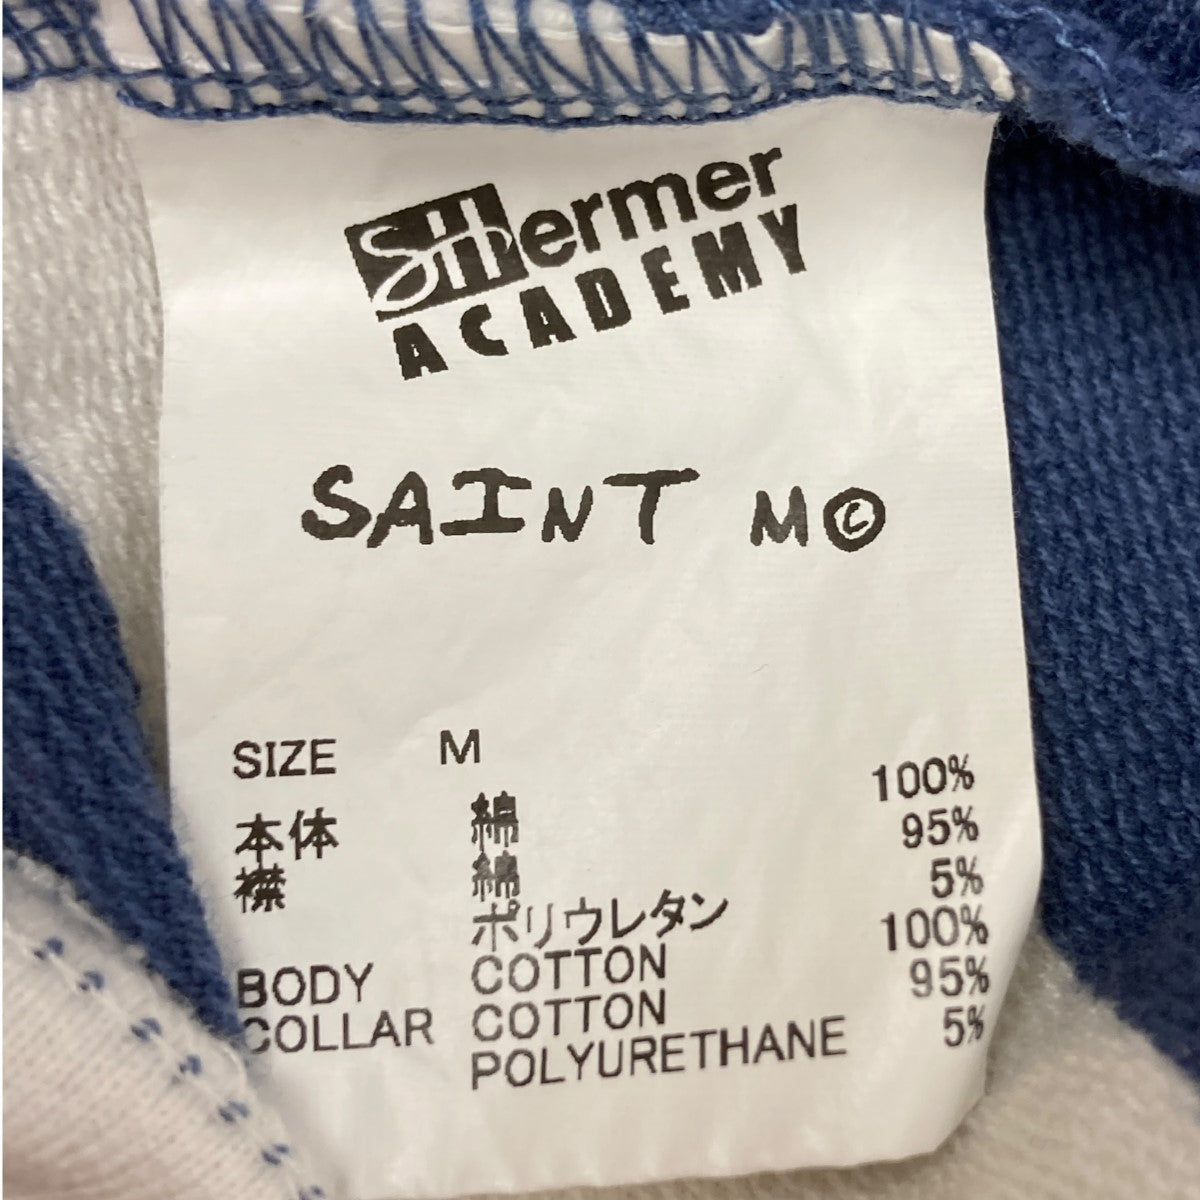 Shermer
ACADEMY
SAINT M©
SIZE M
本体 綿 100%
襟 綿 95%
ポリウレタン 5%
BODY COTTON 100%
COLLAR COTTON 95%
POLYURETHANE 5%